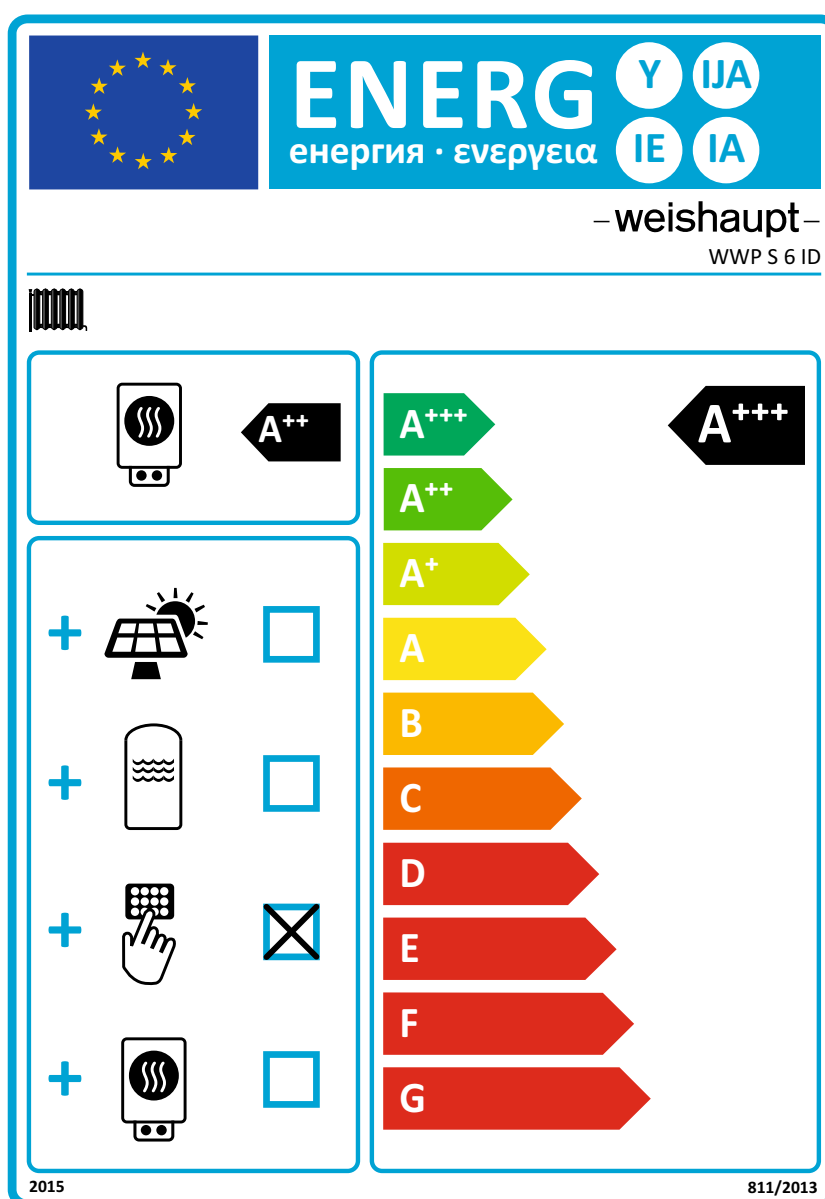 ENERG
енергия · ενεργεια
Y
IJA
IE
IA
–weishaupt–
WWP S 6 ID
A++
A+++
A+++
A++
A+
A
B
C
D
E
F
G
2015
811/2013